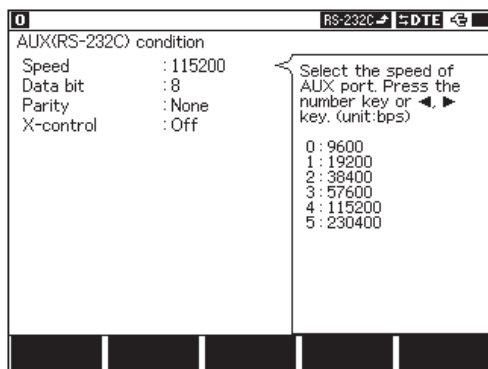 0
RS-232C DTE
AUX(RS-232C) condition
Speed :115200
Data bit :8
Parity :None
X-control :Off
Select the speed of
AUX port. Press the
number key or ◀, ▶
key. (unit:bps)
0:9600
1:19200
2:38400
3:57600
4:115200
5:230400